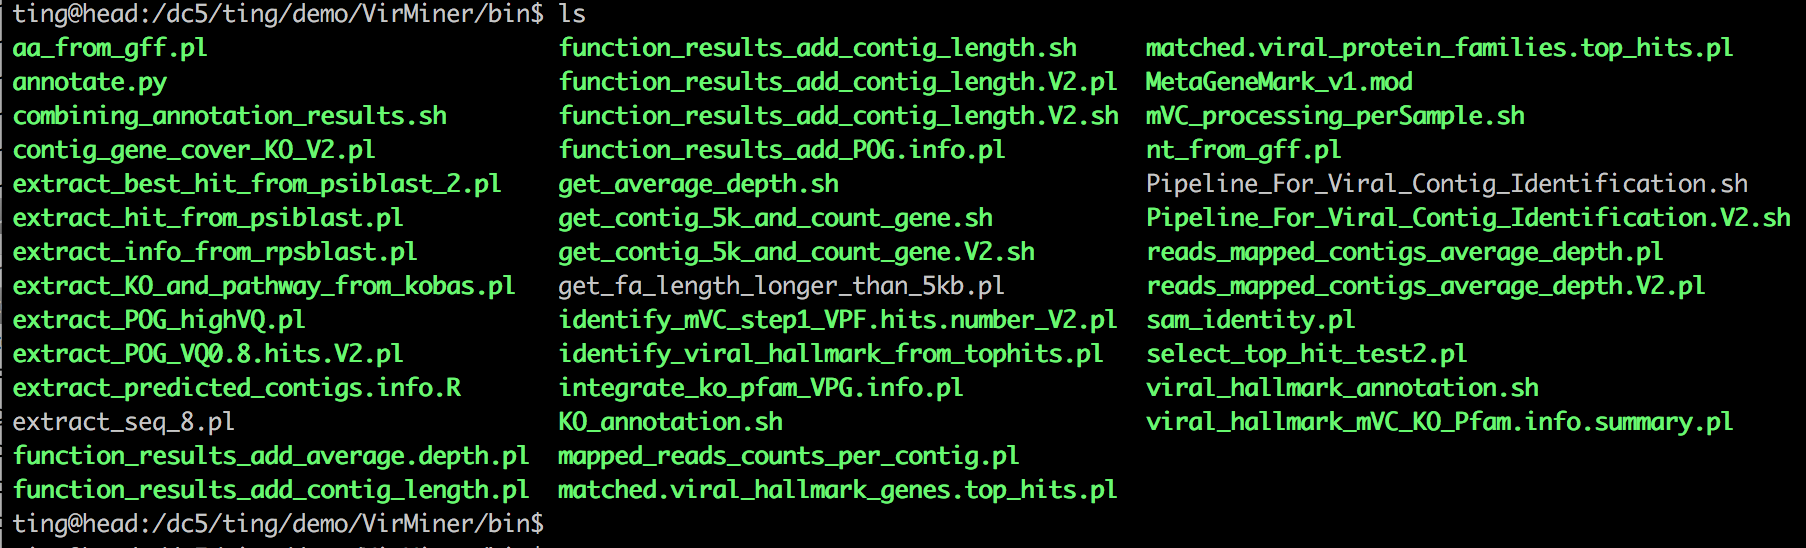 ting@head:/dc5/ting/demo/VirMiner/bin$ ls
aa_from_gff.pl function_results_add_contig_length.sh matched.viral_protein_families.top_hits.pl
annotate.py function_results_add_contig_length.V2.pl MetaGeneMark_v1.mod
combining_annotation_results.sh function_results_add_contig_length.V2.sh mVC_processing_perSample.sh
contig_gene_cover_KO_V2.pl function_results_add_POG.info.pl nt_from_gff.pl
extract_best_hit_from_psiblast_2.pl get_average_depth.sh Pipeline_For_Viral_Contig_Identification.sh
extract_hit_from_psiblast.pl get_contig_5k_and_count_gene.sh Pipeline_For_Viral_Contig_Identification.V2.sh
extract_info_from_rpsblast.pl get_contig_5k_and_count_gene.V2.sh reads_mapped_contigs_average_depth.pl
extract_KO_and_pathway_from_kobas.pl get_fa_length_longer_than_5kb.pl reads_mapped_contigs_average_depth.V2.pl
extract_POG_highVQ.pl identify_mVC_step1_VPF.hits.number_V2.pl sam_identity.pl
extract_POG_VQ0.8.hits.V2.pl identify_viral_hallmark_from_tophits.pl select_top_hit_test2.pl
extract_predicted_contigs.info.R integrate_ko_pfam_VPG.info.pl viral_hallmark_annotation.sh
extract_seq_8.pl KO_annotation.sh viral_hallmark_mVC_KO_Pfam.info.summary.pl
function_results_add_average.depth.pl mapped_reads_counts_per_contig.pl
function_results_add_contig_length.pl matched.viral_hallmark_genes.top_hits.pl
ting@head:/dc5/ting/demo/VirMiner/bin$